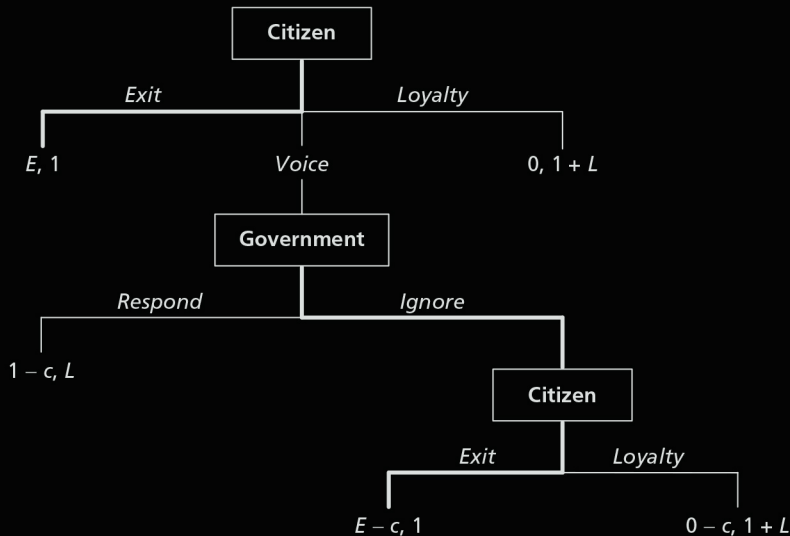 Citizen
Exit Loyalty
E, 1 Voice 0, 1 + L
Government
Respond Ignore
1 – c, L
Citizen
Exit Loyalty
E – c, 1 0 – c, 1 + L